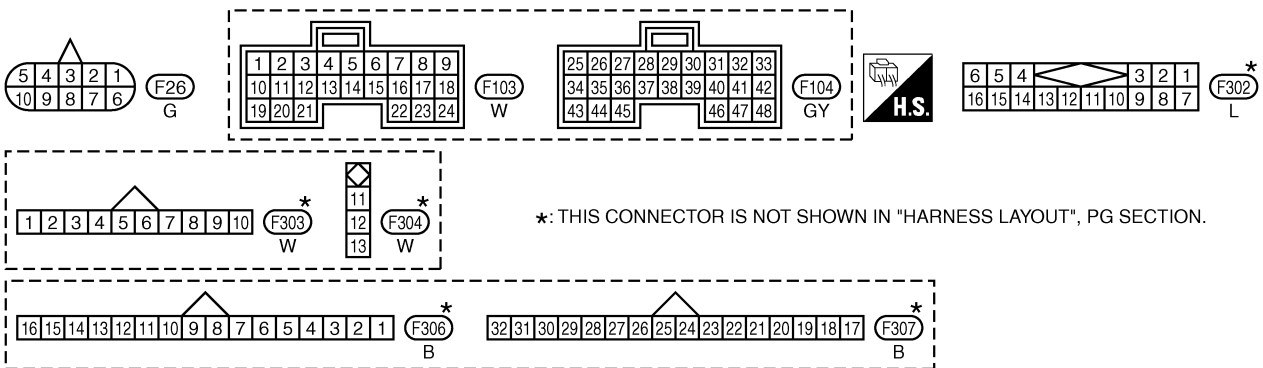 5 4 3 2 1
10 9 8 7 6
F26
G
1 2 3 4 5 6 7 8 9
10 11 12 13 14 15 16 17 18
19 20 21 22 23 24
F103
W
25 26 27 28 29 30 31 32 33
34 35 36 37 38 39 40 41 42
43 44 45 46 47 48
F104
GY
H.S.
6 5 4 3 2 1
16 15 14 13 12 11 10 9 8 7
*
F302
L
1 2 3 4 5 6 7 8 9 10
*
F303
W
11
12
13
*
F304
W
*: THIS CONNECTOR IS NOT SHOWN IN "HARNESS LAYOUT", PG SECTION.
16 15 14 13 12 11 10 9 8 7 6 5 4 3 2 1
*
F306
B
32 31 30 29 28 27 26 25 24 23 22 21 20 19 18 17
*
F307
B